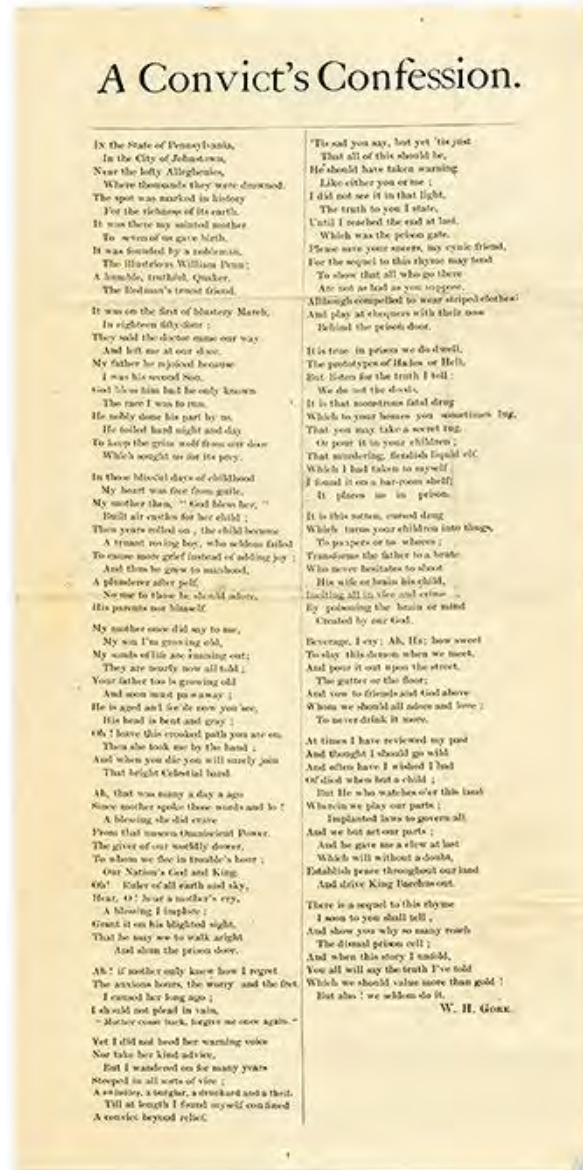 A Convict's Confession.
IN the State of Pennsylvania,
In the City of Johnstown,
Near the lofty Alleghenies,
Where thousands they were drowned.
The spot was marked in history
For the richness of its earth.
It was there my sainted mother
To seven of us gave birth.
It was founded by a nobleman,
The illustrious William Penn;
A humble, truthful, Quaker,
The Redman's truest friend.
It was on the first of blustery March,
In eighteen fifty-four;
They said the doctor came our way
And left me at our door.
My father he rejoiced because
I was his second Son,
God bless him had he only known
The race I was to run.
He nobly done his part by us,
He toiled hard night and day
To keep the grim wolf from our door
Which sought us for its prey.
In those blissful days of childhood
My heart was free from guile,
My mother then, "God bless her,"
Built air castles for her child;
Then years rolled on, the child became
A truant roving boy, who seldom failed
To cause more grief instead of adding joy;
And thus he grew to manhood,
A plunderer after pelf,
No use to those he should adore,
His parents nor himself.
My mother once did say to me,
My son I'm growing old,
My sands of life are running out;
They are nearly now all told;
Your father too is growing old
And soon must pass away;
He is aged and you see,
His head is bent and gray;
Oh! leave this crooked path you are on,
Then she took me by the hand;
And when you die you will surely join
That bright Celestial band.
Ah, that was many a day a ago
Since mother spoke those words and lo!
A blessing she did crave
From that unseen Omniscient Power.
The giver of our worldly dower,
To whom we flee in trouble's hour;
Our Nation's God and King.
Oh! Ruler of all earth and sky,
Hear, O! hear a mother's cry,
A blessing I implore;
Grant it on his blighted sight,
That he may see to walk aright
And shun the prison door.
Ah! if mother only knew how I regret
The anxious hours, the worry and the fret
I caused her long ago;
I should not plead in vain,
"Mother come back, forgive me once again."
Yet I did not heed her warning voice
Nor take her kind advice,
But I wandered on for many years
Steeped in all sorts of vice;
A swindler, a burglar, a drunkard and a thief.
Till at length I found myself confined
A convict beyond relief.
'Tis sad you say, but yet 'tis just
That all of this should be,
He should have taken warning
Like either you or me;
I did not see it in that light,
The truth to you I state,
Until I reached the end at last,
Which was the prison gate.
Please save your sneers, my cynic friend,
For the sequel to this rhyme may tend
To show that all who go there
Are not as bad as you suppose,
Although compelled to wear striped clothes;
And play at chequers with their nose
Behind the prison door.
It is true in prison we do dwell,
The prototypes of Hades or Hell,
But listen for the truth I tell:
We do not the deeds,
It is that monstrous fatal drug
Which to your homes you sometimes lug,
That you may take a secret tug.
Or pour it in your children;
That murdering, fiendish liquid elf,
Which I had taken to myself
I found it on a bar-room shelf;
It places us in prison.
It is this rotten, cursed drug
Which turns your children into thugs,
To paupers or to whores;
Transforms the father to a brute
Who never hesitates to shoot
His wife or brain his child,
Inciting all in vice and crime
By poisoning the brain or mind
Created by our God.
Beverage, I cry; Ah, Ha; how sweet
To slay this demon when we meet,
And pour it out upon the street,
The gutter or the floor;
And vow to friends and God above
Whom we should all adore and love;
To never drink it more.
At times I have reviewed my past
And thought I should go wild
And often have I wished I had
Of died when but a child;
But He who watches o'er this land
Wherein we play our parts;
Implanted laws to govern all,
And we but act our parts;
And he gave me a clew at last
Which will without a doubt,
Establish peace throughout our land
And drive King Bacchus out.
There is a sequel to this rhyme
I soon to you shall tell,
And show you why so many reach
The dismal prison cell;
And when this story I unfold,
You all will say the truth I've told
Which we should value more than gold!
But alas! we seldom do it.
W. H. GORE.